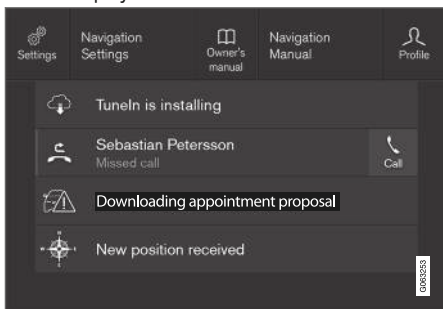 Settings
Navigation
Settings
Owner's
manual
Navigation
Manual
Profile
TuneIn is installing
Sebastian Petersson
Missed call
Call
Downloading appointment proposal
New position received
G063253